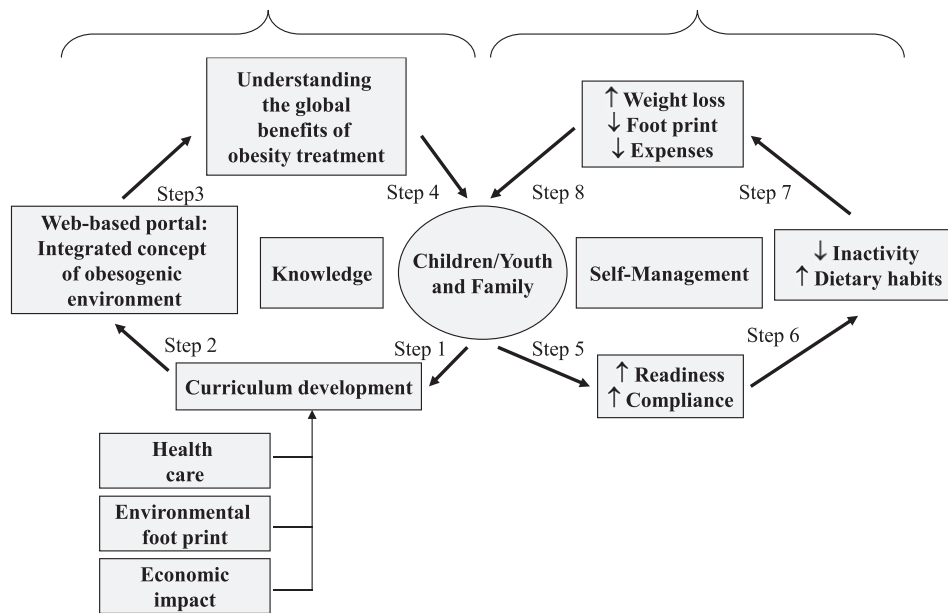 Understanding
the global
benefits of
obesity treatment
↑ Weight loss
↓ Foot print
↓ Expenses
Step3
Step 4
Step 8
Step 7
Web-based portal:
Integrated concept
of obesogenic
environment
Knowledge
Children/Youth
and Family
Self-Management
↓ Inactivity
↑ Dietary habits
Step 2
Step 1
Step 5
Step 6
Curriculum development
↑ Readiness
↑ Compliance
Health
care
Environmental
foot print
Economic
impact